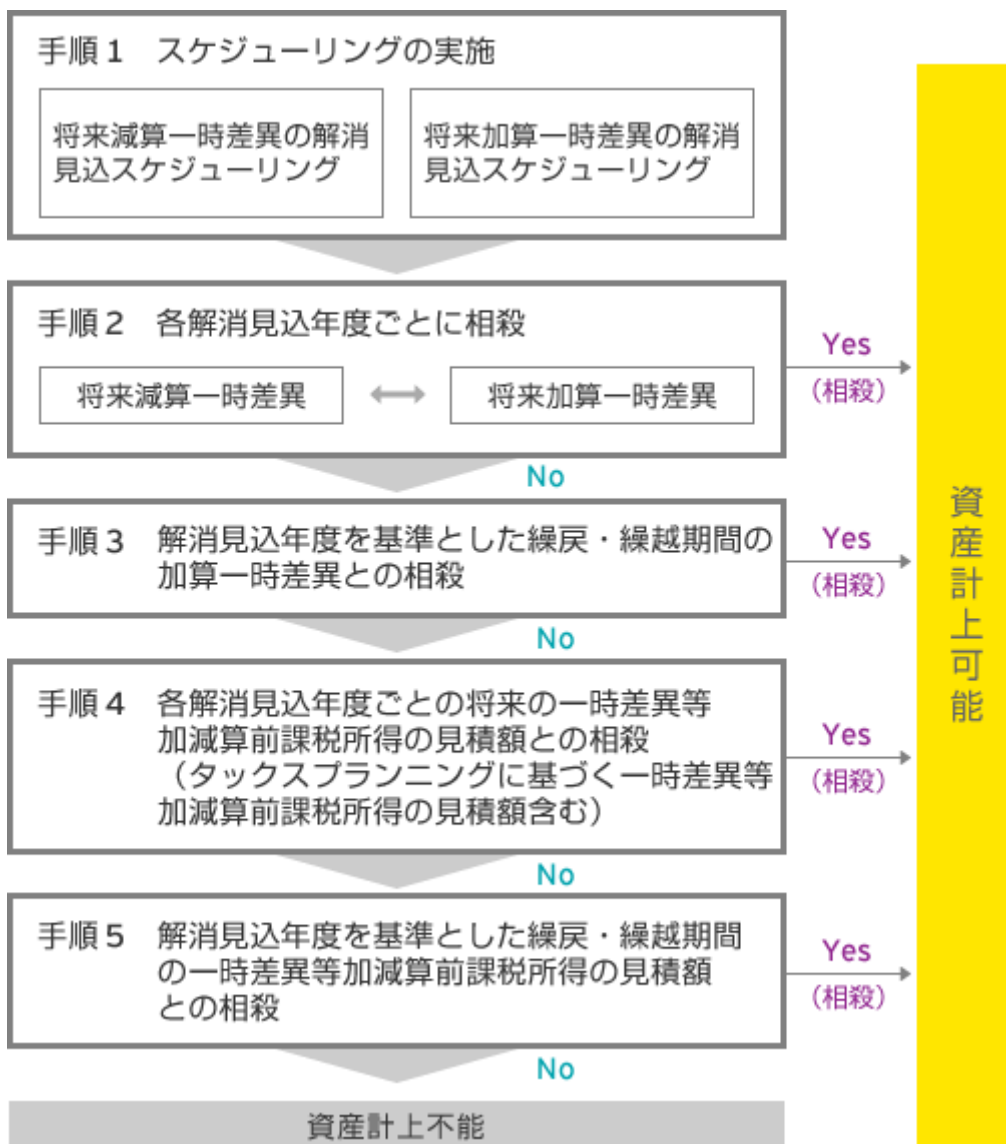 手順1 スケジューリングの実施
将来減算一時差異の解消
見込スケジューリング
将来加算一時差異の解消
見込スケジューリング
手順2 各解消見込年度ごとに相殺
将来減算一時差異
将来加算一時差異
Yes
(相殺)
No
手順3 解消見込年度を基準とした繰戻・繰越期間の
加算一時差異との相殺
Yes
(相殺)
No
手順4 各解消見込年度ごとの将来の一時差異等
加減算前課税所得の見積額との相殺
(タックスプランニングに基づく一時差異等
加減算前課税所得の見積額含む)
Yes
(相殺)
No
手順5 解消見込年度を基準とした繰戻・繰越期間
の一時差異等加減算前課税所得の見積額
との相殺
Yes
(相殺)
No
資産計上不能
資産計上可能